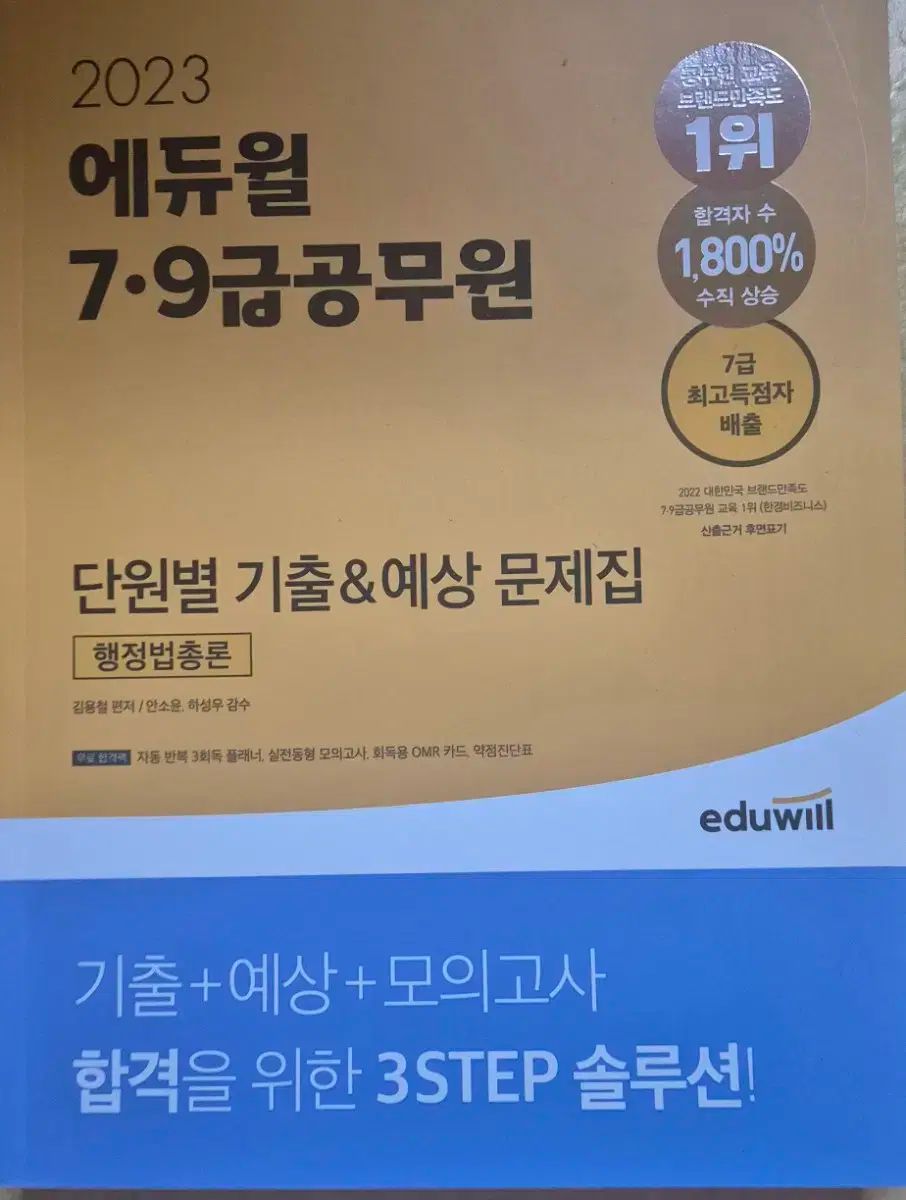 2023
에듀윌
7·9급공무원
공무원 교육
브랜드만족도
1위
합격자 수
1,800%
수직 상승
7급
최고득점자
배출
2022 대한민국 브랜드만족도
7·9급공무원 교육 1위 (한경비즈니스)
산출근거 후면표기
단원별 기출&예상 문제집
행정법총론
김용철 편저 / 안소윤, 하성우 감수
무료 합격팩 자동 반복 3회독 플래너, 실전동형 모의고사, 회독용 OMR 카드, 약점진단표
eduwill
기출+예상+모의고사
합격을 위한 3STEP 솔루션!